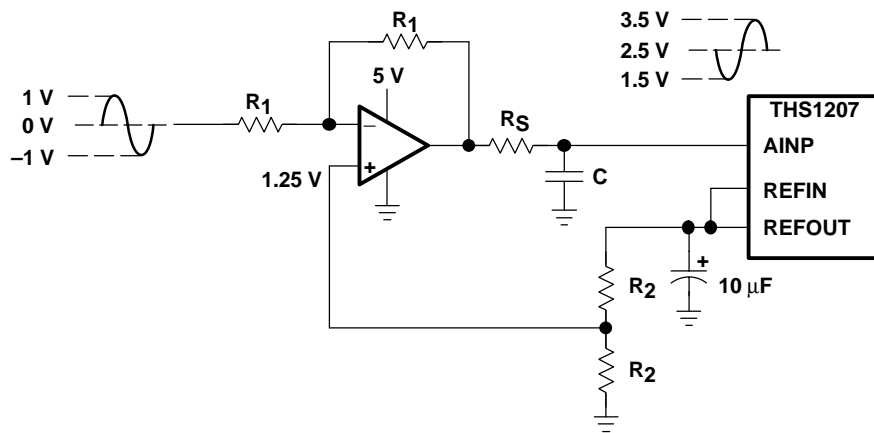 3.5 V
2.5 V
1.5 V
R1
5 V
1 V
0 V
–1 V
R1
RS
THS1207
AINP
REFIN
REFOUT
–
+
1.25 V
C
+
R2
10 μF
R2